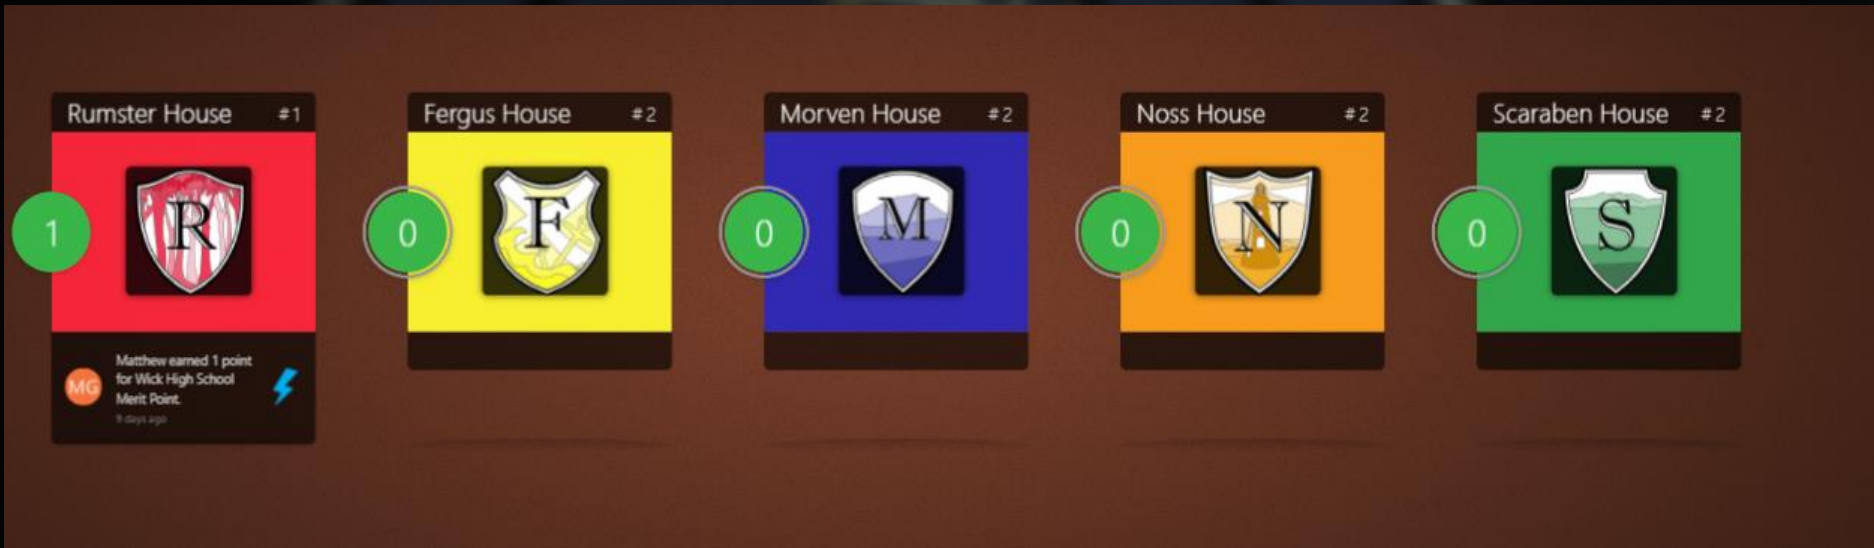 Rumster House #1
1
R
MG
Matthew earned 1 point
for Wick High School
Merit Point.
9 days ago
Fergus House #2
0
F
Morven House #2
0
M
Noss House #2
0
N
Scaraben House #2
0
S